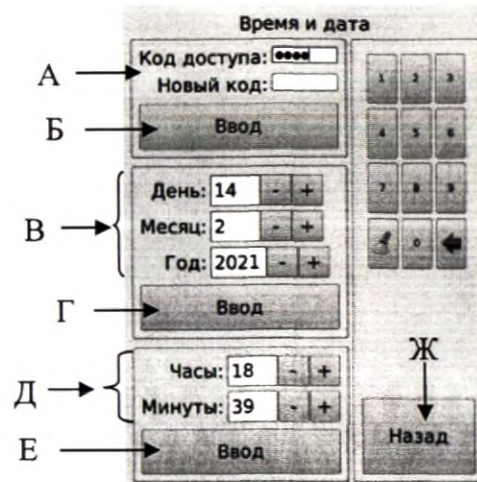 Время и дата
А
Код доступа: ●●●●
Новый код:
Б
Ввод
1 2 3
4 5 6
7 8 9
0
В
День: 14 - +
Месяц: 2 - +
Год: 2021 - +
Г
Ввод
Д
Часы: 18 - +
Минуты: 39 - +
Е
Ввод
Ж
Назад